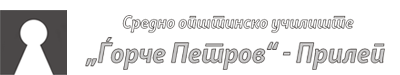 Средно општинско училиште
„Ѓорче Петров“ - Прилеп